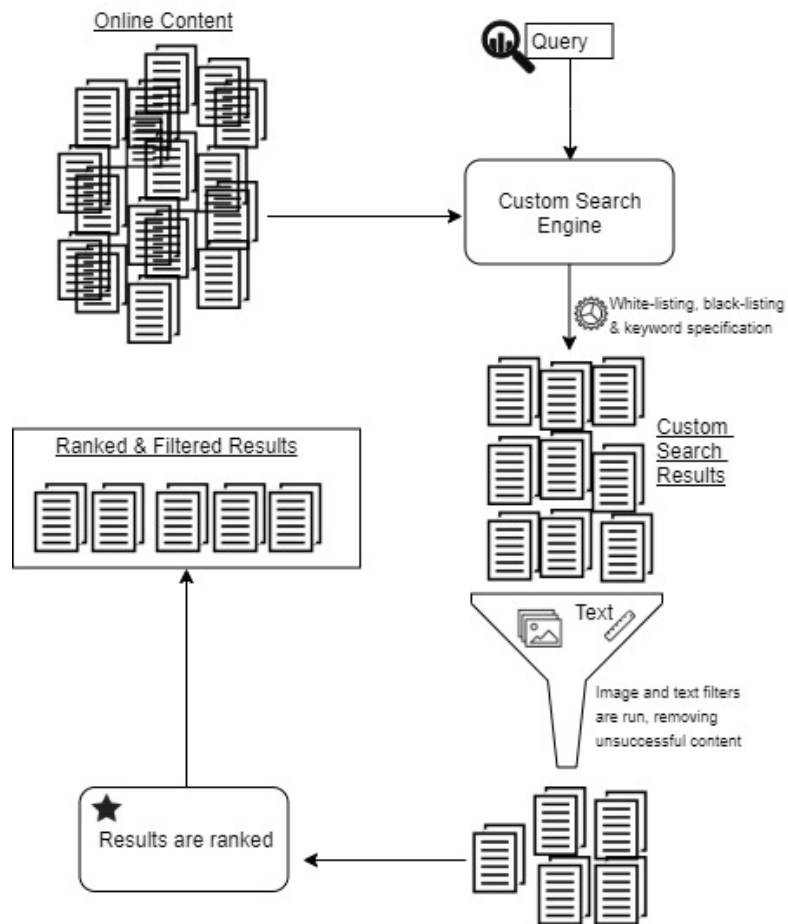 Online Content
Query
Custom Search
Engine
White-listing, black-listing
& keyword specification
Custom
Search
Results
Ranked & Filtered Results
Text
Image and text filters
are run, removing
unsuccessful content
Results are ranked